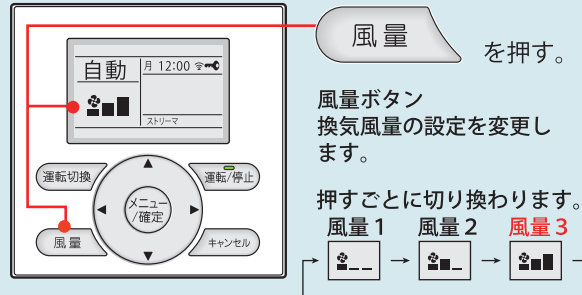 自動
月 12:00
ストリーマ
運転切換
運転/停止
メニュー
/確定
風量
キャンセル
風量 を押す。
風量ボタン
換気風量の設定を変更し
ます。
押すごとに切り換わります。
風量1 風量2 風量3